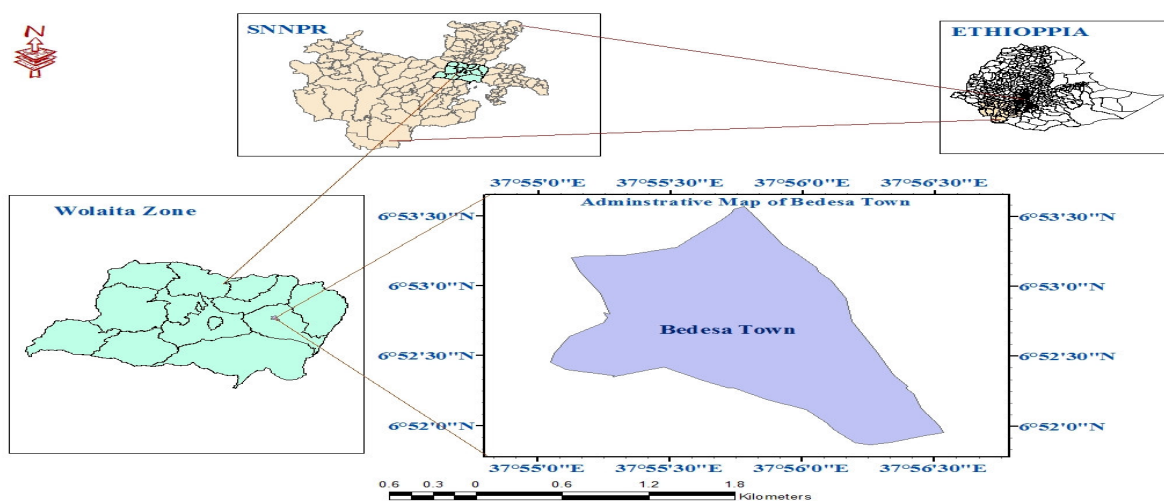 N
SNNPR
ETHIOPPIA
Wolaita Zone
37°55'0"E 37°55'30"E 37°56'0"E 37°56'30"E
Adminstrative Map of Bedesa Town
6°53'30"N 6°53'30"N
6°53'0"N 6°53'0"N
Bedesa Town
6°52'30"N 6°52'30"N
6°52'0"N 6°52'0"N
37°55'0"E 37°55'30"E 37°56'0"E 37°56'30"E
0.6 0.3 0 0.6 1.2 1.8
Kilometers